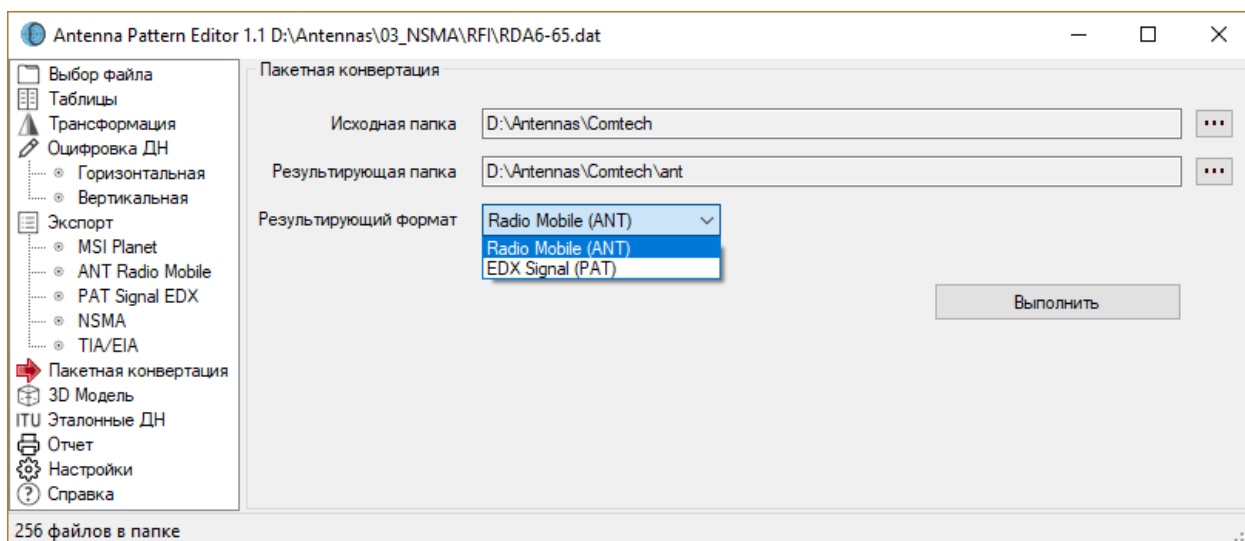 Antenna Pattern Editor 1.1 D:\Antennas\03_NSMA\RFI\RDA6-65.dat
Выбор файла
Таблицы
Трансформация
Оцифровка ДН
Горизонтальная
Вертикальная
Экспорт
MSI Planet
ANT Radio Mobile
PAT Signal EDX
NSMA
TIA/EIA
Пакетная конвертация
3D Модель
ITU Эталонные ДН
Отчет
Настройки
? Справка
Пакетная конвертация
Исходная папка D:\Antennas\Comtech ...
Результирующая папка D:\Antennas\Comtech\ant ...
Результирующий формат Radio Mobile (ANT)
Radio Mobile (ANT)
EDX Signal (PAT)
Выполнить
256 файлов в папке